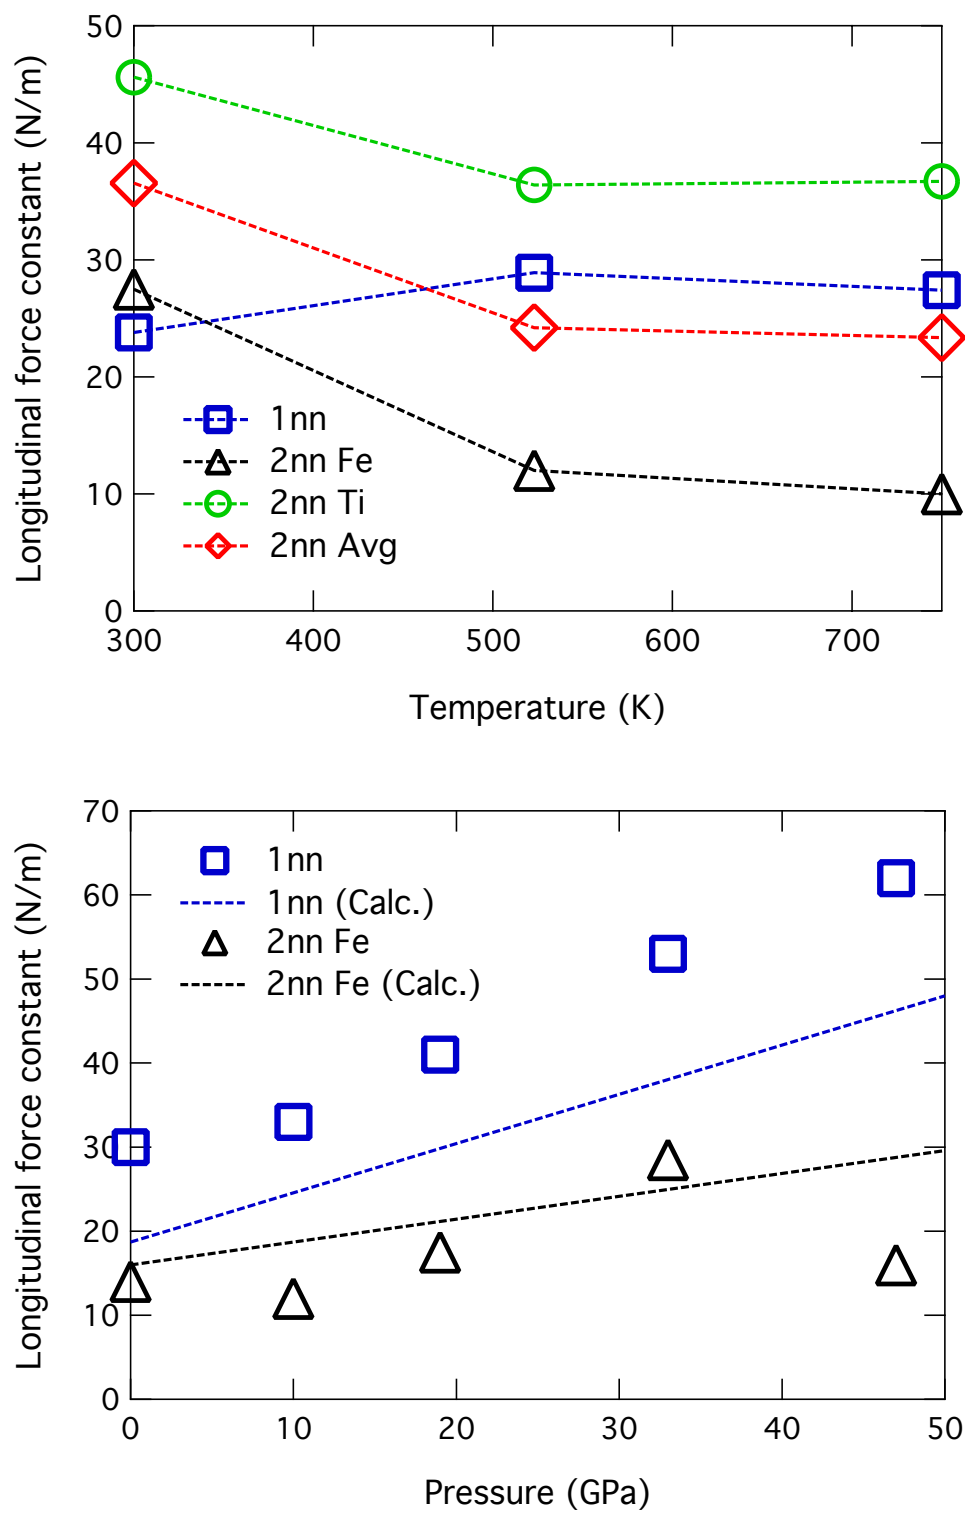 50
40
30
20
10
0
Longitudinal force constant (N/m)
1nn
2nn Fe
2nn Ti
2nn Avg
300 400 500 600 700
Temperature (K)
70
60
50
40
30
20
10
0
Longitudinal force constant (N/m)
1nn
1nn (Calc.)
2nn Fe
2nn Fe (Calc.)
0 10 20 30 40 50
Pressure (GPa)